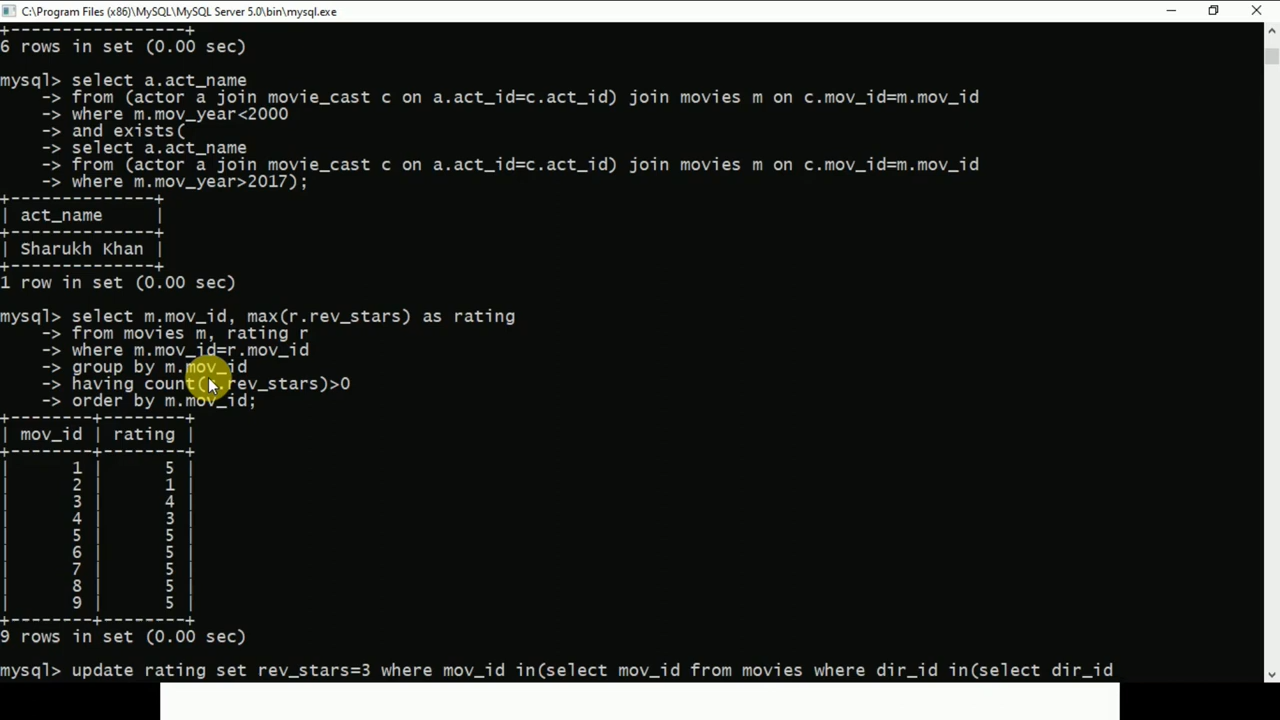 C:\Program Files (x86)\MySQL\MySQL Server 5.0\bin\mysql.exe
+-----------------+
6 rows in set (0.00 sec)
mysql> select a.act_name
-> from (actor a join movie_cast c on a.act_id=c.act_id) join movies m on c.mov_id=m.mov_id
-> where m.mov_year<2000
-> and exists(
-> select a.act_name
-> from (actor a join movie_cast c on a.act_id=c.act_id) join movies m on c.mov_id=m.mov_id
-> where m.mov_year>2017);
+--------------+
| act_name     |
+--------------+
| Sharukh Khan |
+--------------+
1 row in set (0.00 sec)
mysql> select m.mov_id, max(r.rev_stars) as rating
-> from movies m, rating r
-> where m.mov_id=r.mov_id
-> group by m.mov_id
-> having count( .rev_stars)>0
-> order by m.mov_id;
+--------+--------+
| mov_id | rating |
+--------+--------+
|      1 |      5 |
|      2 |      1 |
|      3 |      4 |
|      4 |      3 |
|      5 |      5 |
|      6 |      5 |
|      7 |      5 |
|      8 |      5 |
|      9 |      5 |
+--------+--------+
9 rows in set (0.00 sec)
mysql> update rating set rev_stars=3 where mov_id in(select mov_id from movies where dir_id in(select dir_id